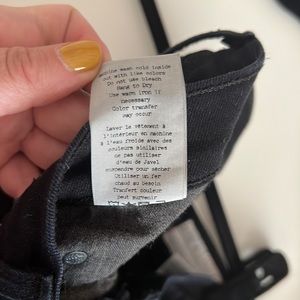 machine wash cold inside
out with like colors
Do not use bleach
Hang to Dry
Use warm iron if
necessary
Color transfer
may occur
Laver le vêtement à
l'intérieur en machine
à l'eau froide avec des
couleurs similaires
ne pas utiliser
d'eau de Javel
suspendre pour sécher
Utiliser un fer
chaud au besoin
Tranfert couleur
peut survenir